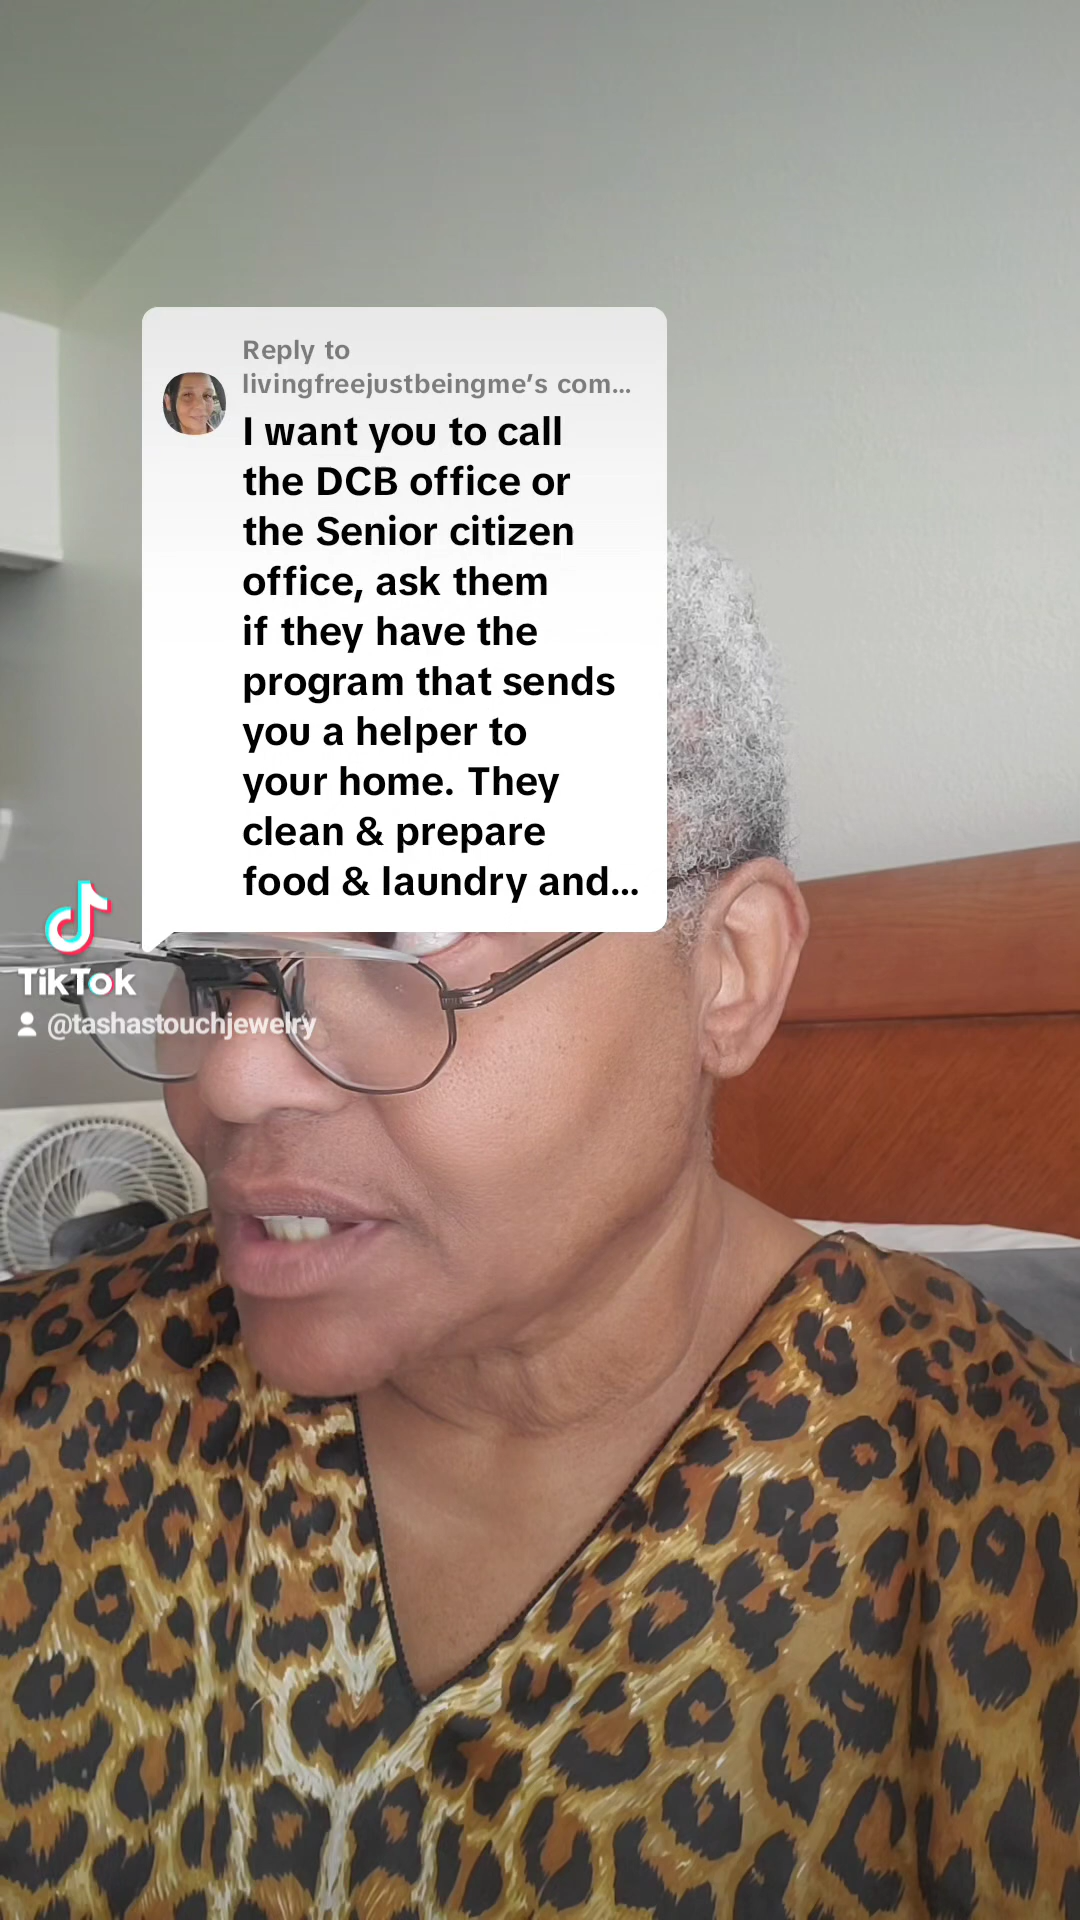 Reply to
livingfreejustbeingme’s com...
I want you to call
the DCB office or
the Senior citizen
office, ask them
if they have the
program that sends
you a helper to
your home. They
clean & prepare
food & laundry and...
TikTok
@tashastouchjewelry